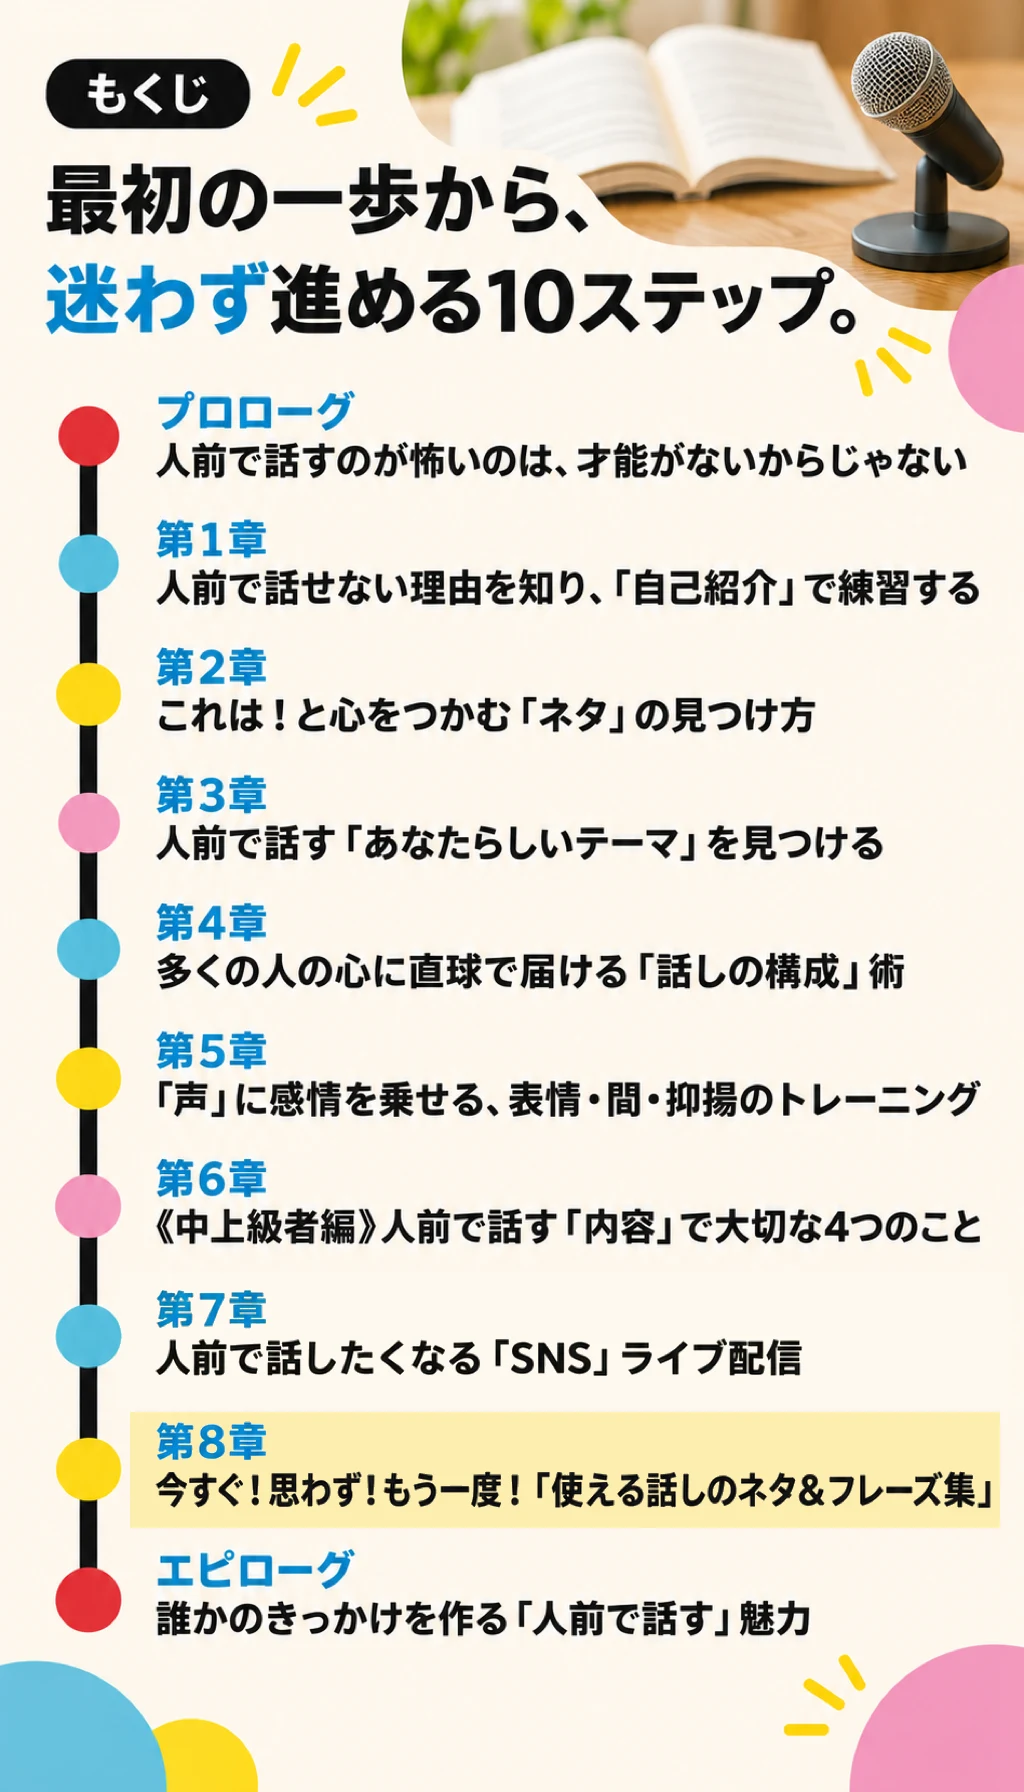 もくじ
最初の一歩から、
迷わず進める10ステップ。
プロローグ
人前で話すのが怖いのは、才能がないからじゃない
第1章
人前で話せない理由を知り、「自己紹介」で練習する
第2章
これは！と心をつかむ「ネタ」の見つけ方
第3章
人前で話す「あなたらしいテーマ」を見つける
第4章
多くの人の心に直球で届ける「話しの構成」術
第5章
「声」に感情を乗せる、表情・間・抑揚のトレーニング
第6章
《中上級者編》人前で話す「内容」で大切な4つのこと
第7章
人前で話したくなる「SNS」ライブ配信
第8章
今すぐ！思わず！もう一度！「使える話しのネタ&フレーズ集」
エピローグ
誰かのきっかけを作る「人前で話す」魅力